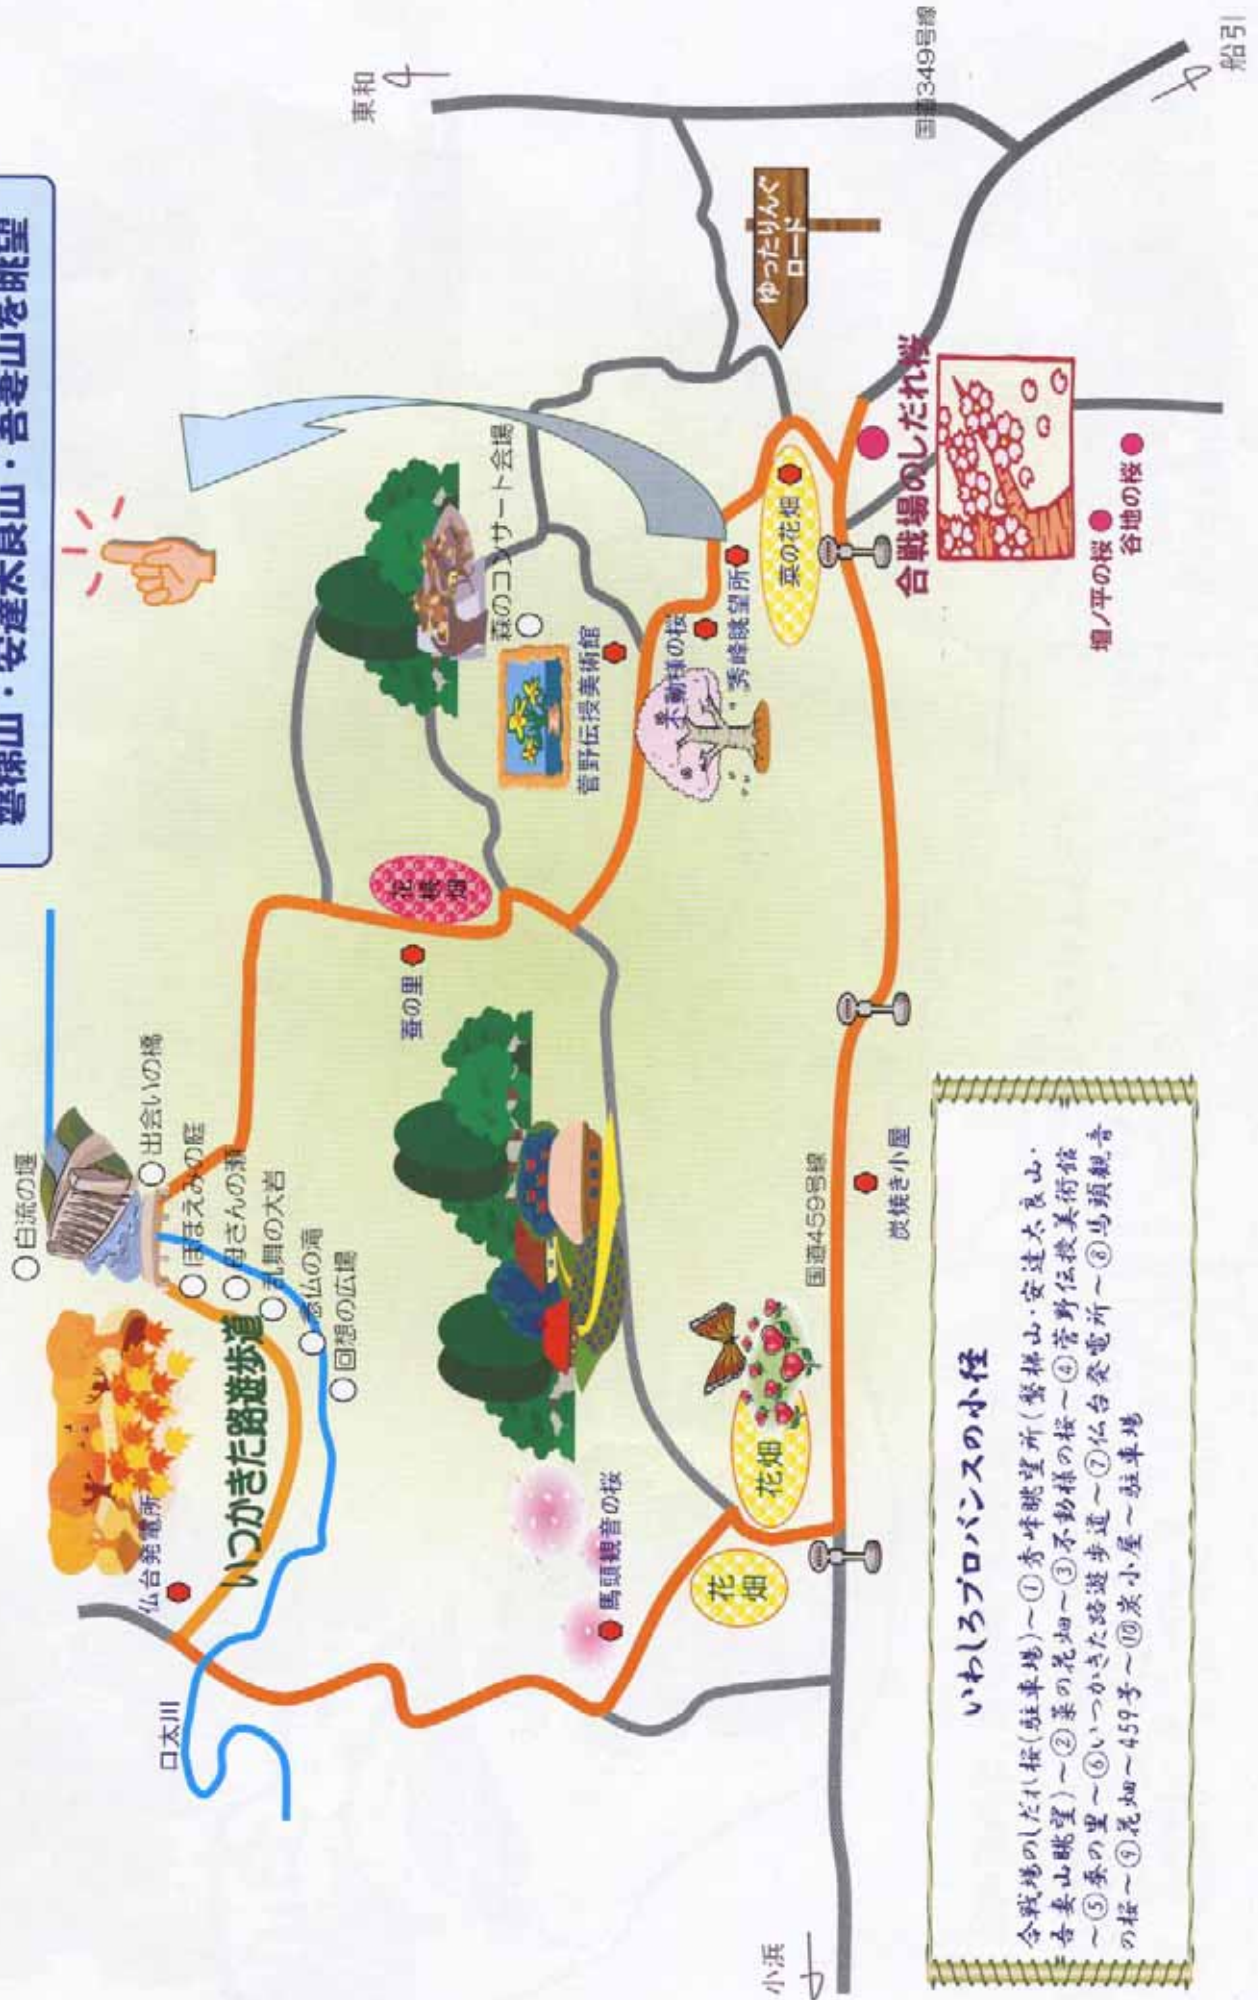 磐梯山・安達太良山・吾妻山を眺望
白流の堰
出会いの橋
ほほえみの庭
母さんの瀬
乱舞の大岩
念仏の滝
回想の広場
いつかきた路遊歩道
仏台発電所
口太川
東和
蚕の里
花桃畑
森のコンサート会場
菅野伝授美術館
不動様の桜
秀峰眺望所
菜の花畑
ゆったりんぐ
ロード
馬頭観音の桜
花畑
花畑
国道459号線
国道349号線
船引
小浜
炭焼き小屋
合戦場のしだれ桜
壇ノ平の桜
谷地の桜
いわしろプロバンスの小径
合戦場のしだれ桜(駐車場)～①秀峰眺望所(磐梯山・安達太良山・
吾妻山眺望)～②菜の花畑～③不動様の桜～④菅野伝授美術館
～⑤蚕の里～⑥いつかきた路遊歩道～⑦仏台発電所～⑧馬頭観音
の桜～⑨花畑～459号～⑩炭小屋～駐車場